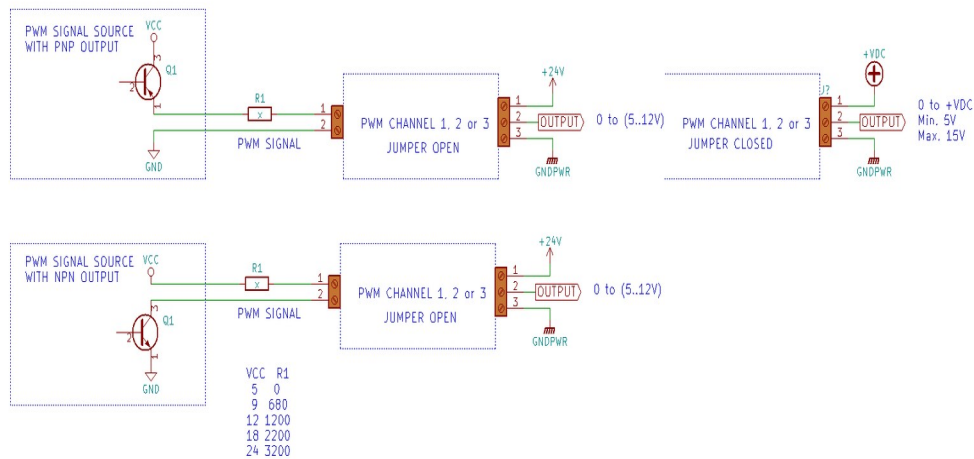 PWM SIGNAL SOURCE
WITH PNP OUTPUT
VCC
3
Q1
2
1
GND
R1
x
PWM SIGNAL
1
2
PWM CHANNEL 1, 2 or 3
JUMPER OPEN
+24V
1
2
3
OUTPUT
0 to (5..12V)
GNDPWR
PWM CHANNEL 1, 2 or 3
JUMPER CLOSED
J?
+VDC
1
2
3
OUTPUT
0 to +VDC
Min. 5V
Max. 15V
GNDPWR
PWM SIGNAL SOURCE
WITH NPN OUTPUT
VCC
3
Q1
2
1
GND
R1
x
PWM SIGNAL
1
2
PWM CHANNEL 1, 2 or 3
JUMPER OPEN
+24V
1
2
3
OUTPUT
0 to (5..12V)
GNDPWR
VCC R1
5 0
9 680
12 1200
18 2200
24 3200